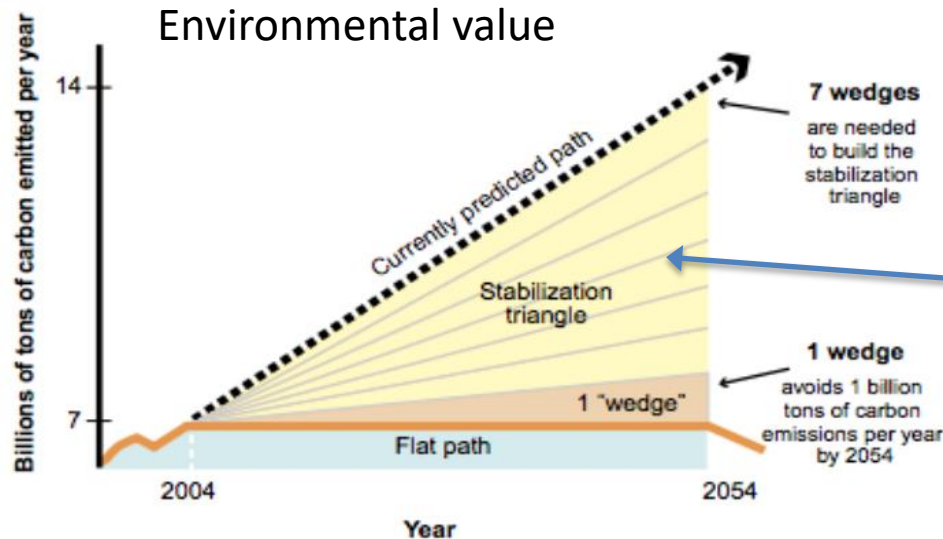 Environmental value
Billions of tons of carbon emitted per year
14
7
Currently predicted path
Stabilization
triangle
1 "wedge"
Flat path
7 wedges
are needed
to build the
stabilization
triangle
1 wedge
avoids 1 billion
tons of carbon
emissions per year
by 2054
2004
2054
Year